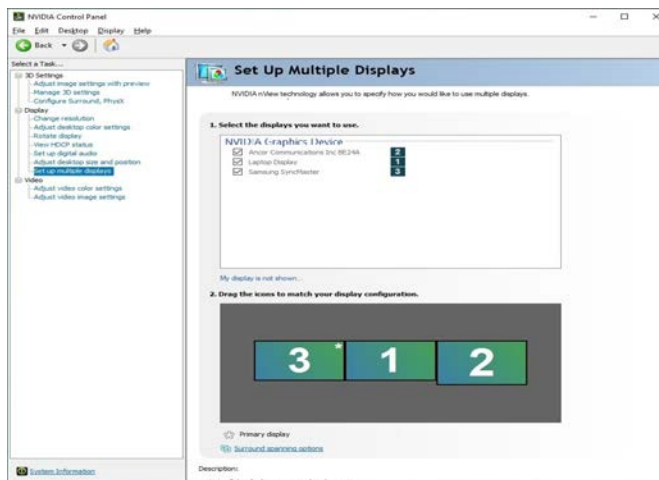 NVIDIA Control Panel
File Edit Desktop Display Help
Back
Select a Task...
3D Settings
Adjust image settings with preview
Manage 3D settings
Configure Surround, PhysX
Display
Change resolution
Adjust desktop color settings
Rotate display
View HDCP status
Set up digital audio
Adjust desktop size and position
Set up multiple displays
Video
Adjust video color settings
Adjust video image settings
System Information
Set Up Multiple Displays
NVIDIA nView technology allows you to specify how you would like to use multiple displays.
1. Select the displays you want to use.
NVIDIA Graphics Device
Ancor Communications Inc BE24A 2
Laptop Display 1
Samsung SyncMaster 3
My display is not shown...
2. Drag the icons to match your display configuration.
3 * 1 2
Primary display
Surround spanning options
Description: